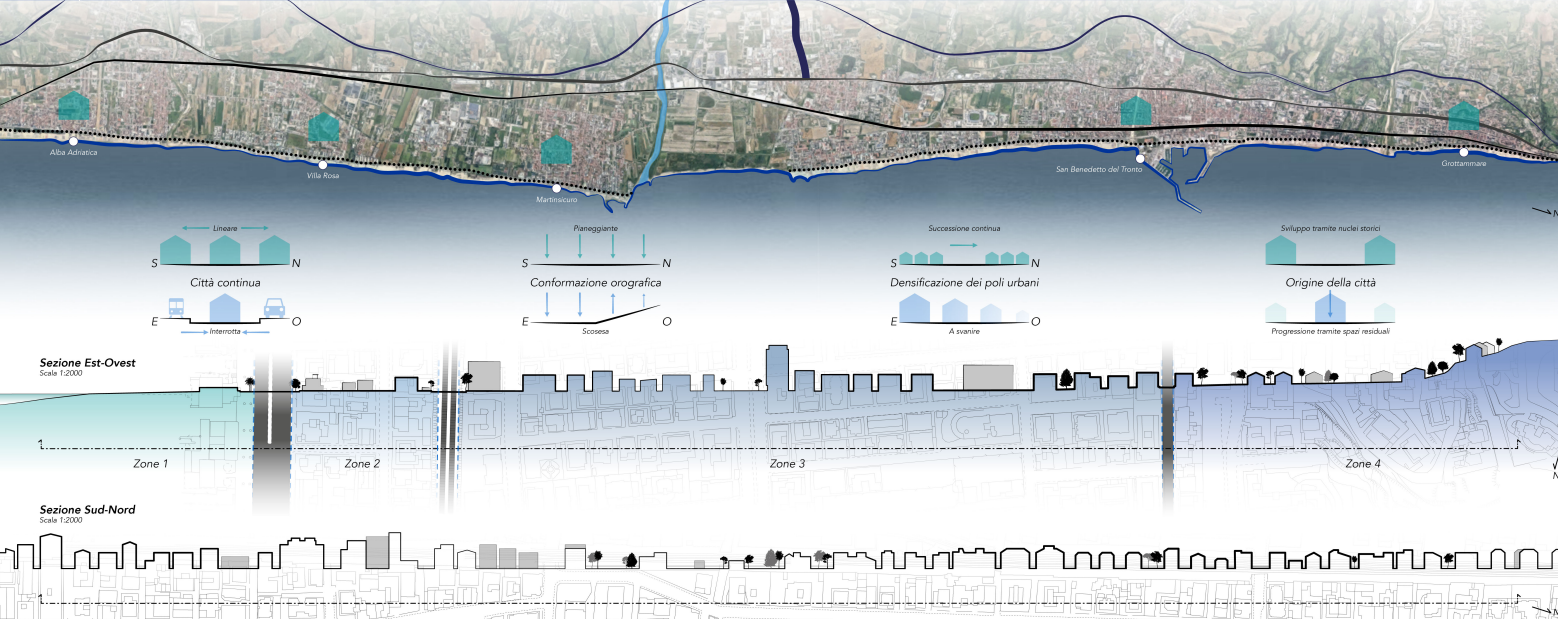 Alba Adriatica
Villa Rosa
Martinsicuro
San Benedetto del Tronto
Grottammare
N
Lineare
S N
Città continua
E O
Interrotta
Pianeggiante
S N
Conformazione orografica
E O
Scosesa
Successione continua
S N
Densificazione dei poli urbani
E O
A svanire
Sviluppo tramite nuclei storici
Origine della città
Progressione tramite spazi residuali
Sezione Est-Ovest
Scala 1:2000
Zone 1
Zone 2
Zone 3
Zone 4
N
Sezione Sud-Nord
Scala 1:2000
N